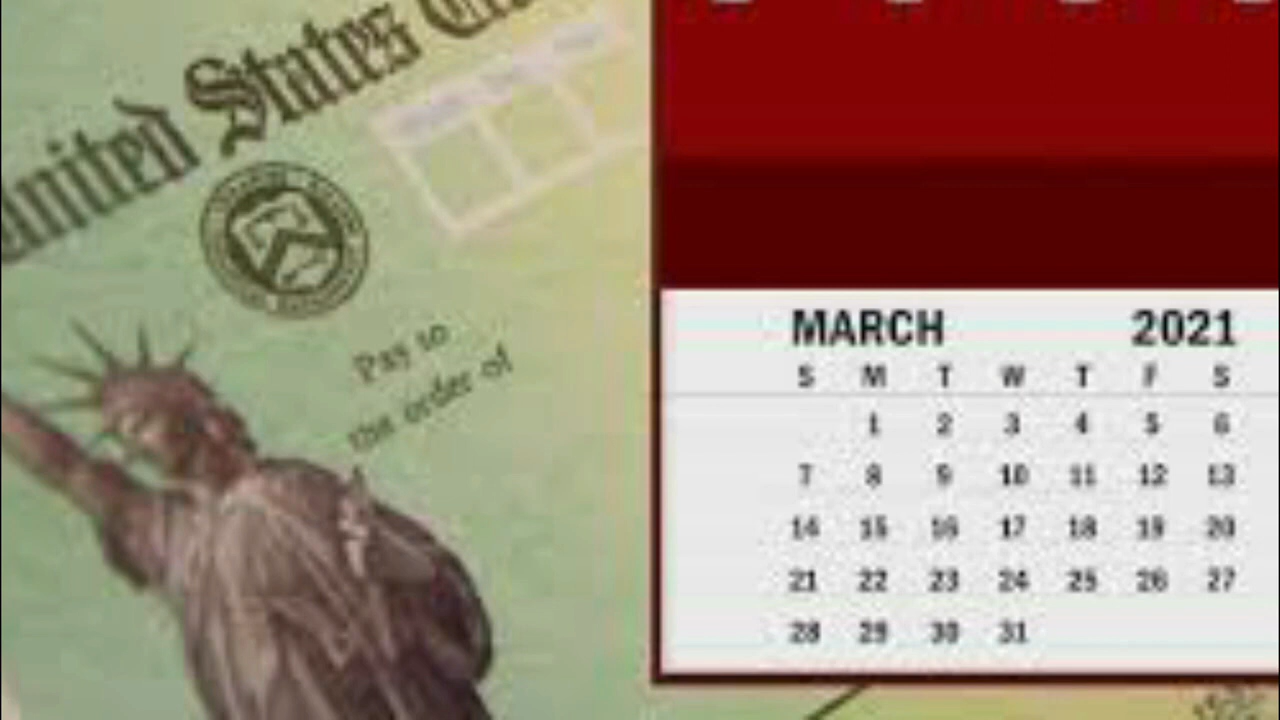 United States
Pay to
the order of
MARCH 2021
S M T W T F S
1 2 3 4 5 6
7 8 9 10 11 12 13
14 15 16 17 18 19 20
21 22 23 24 25 26 27
28 29 30 31